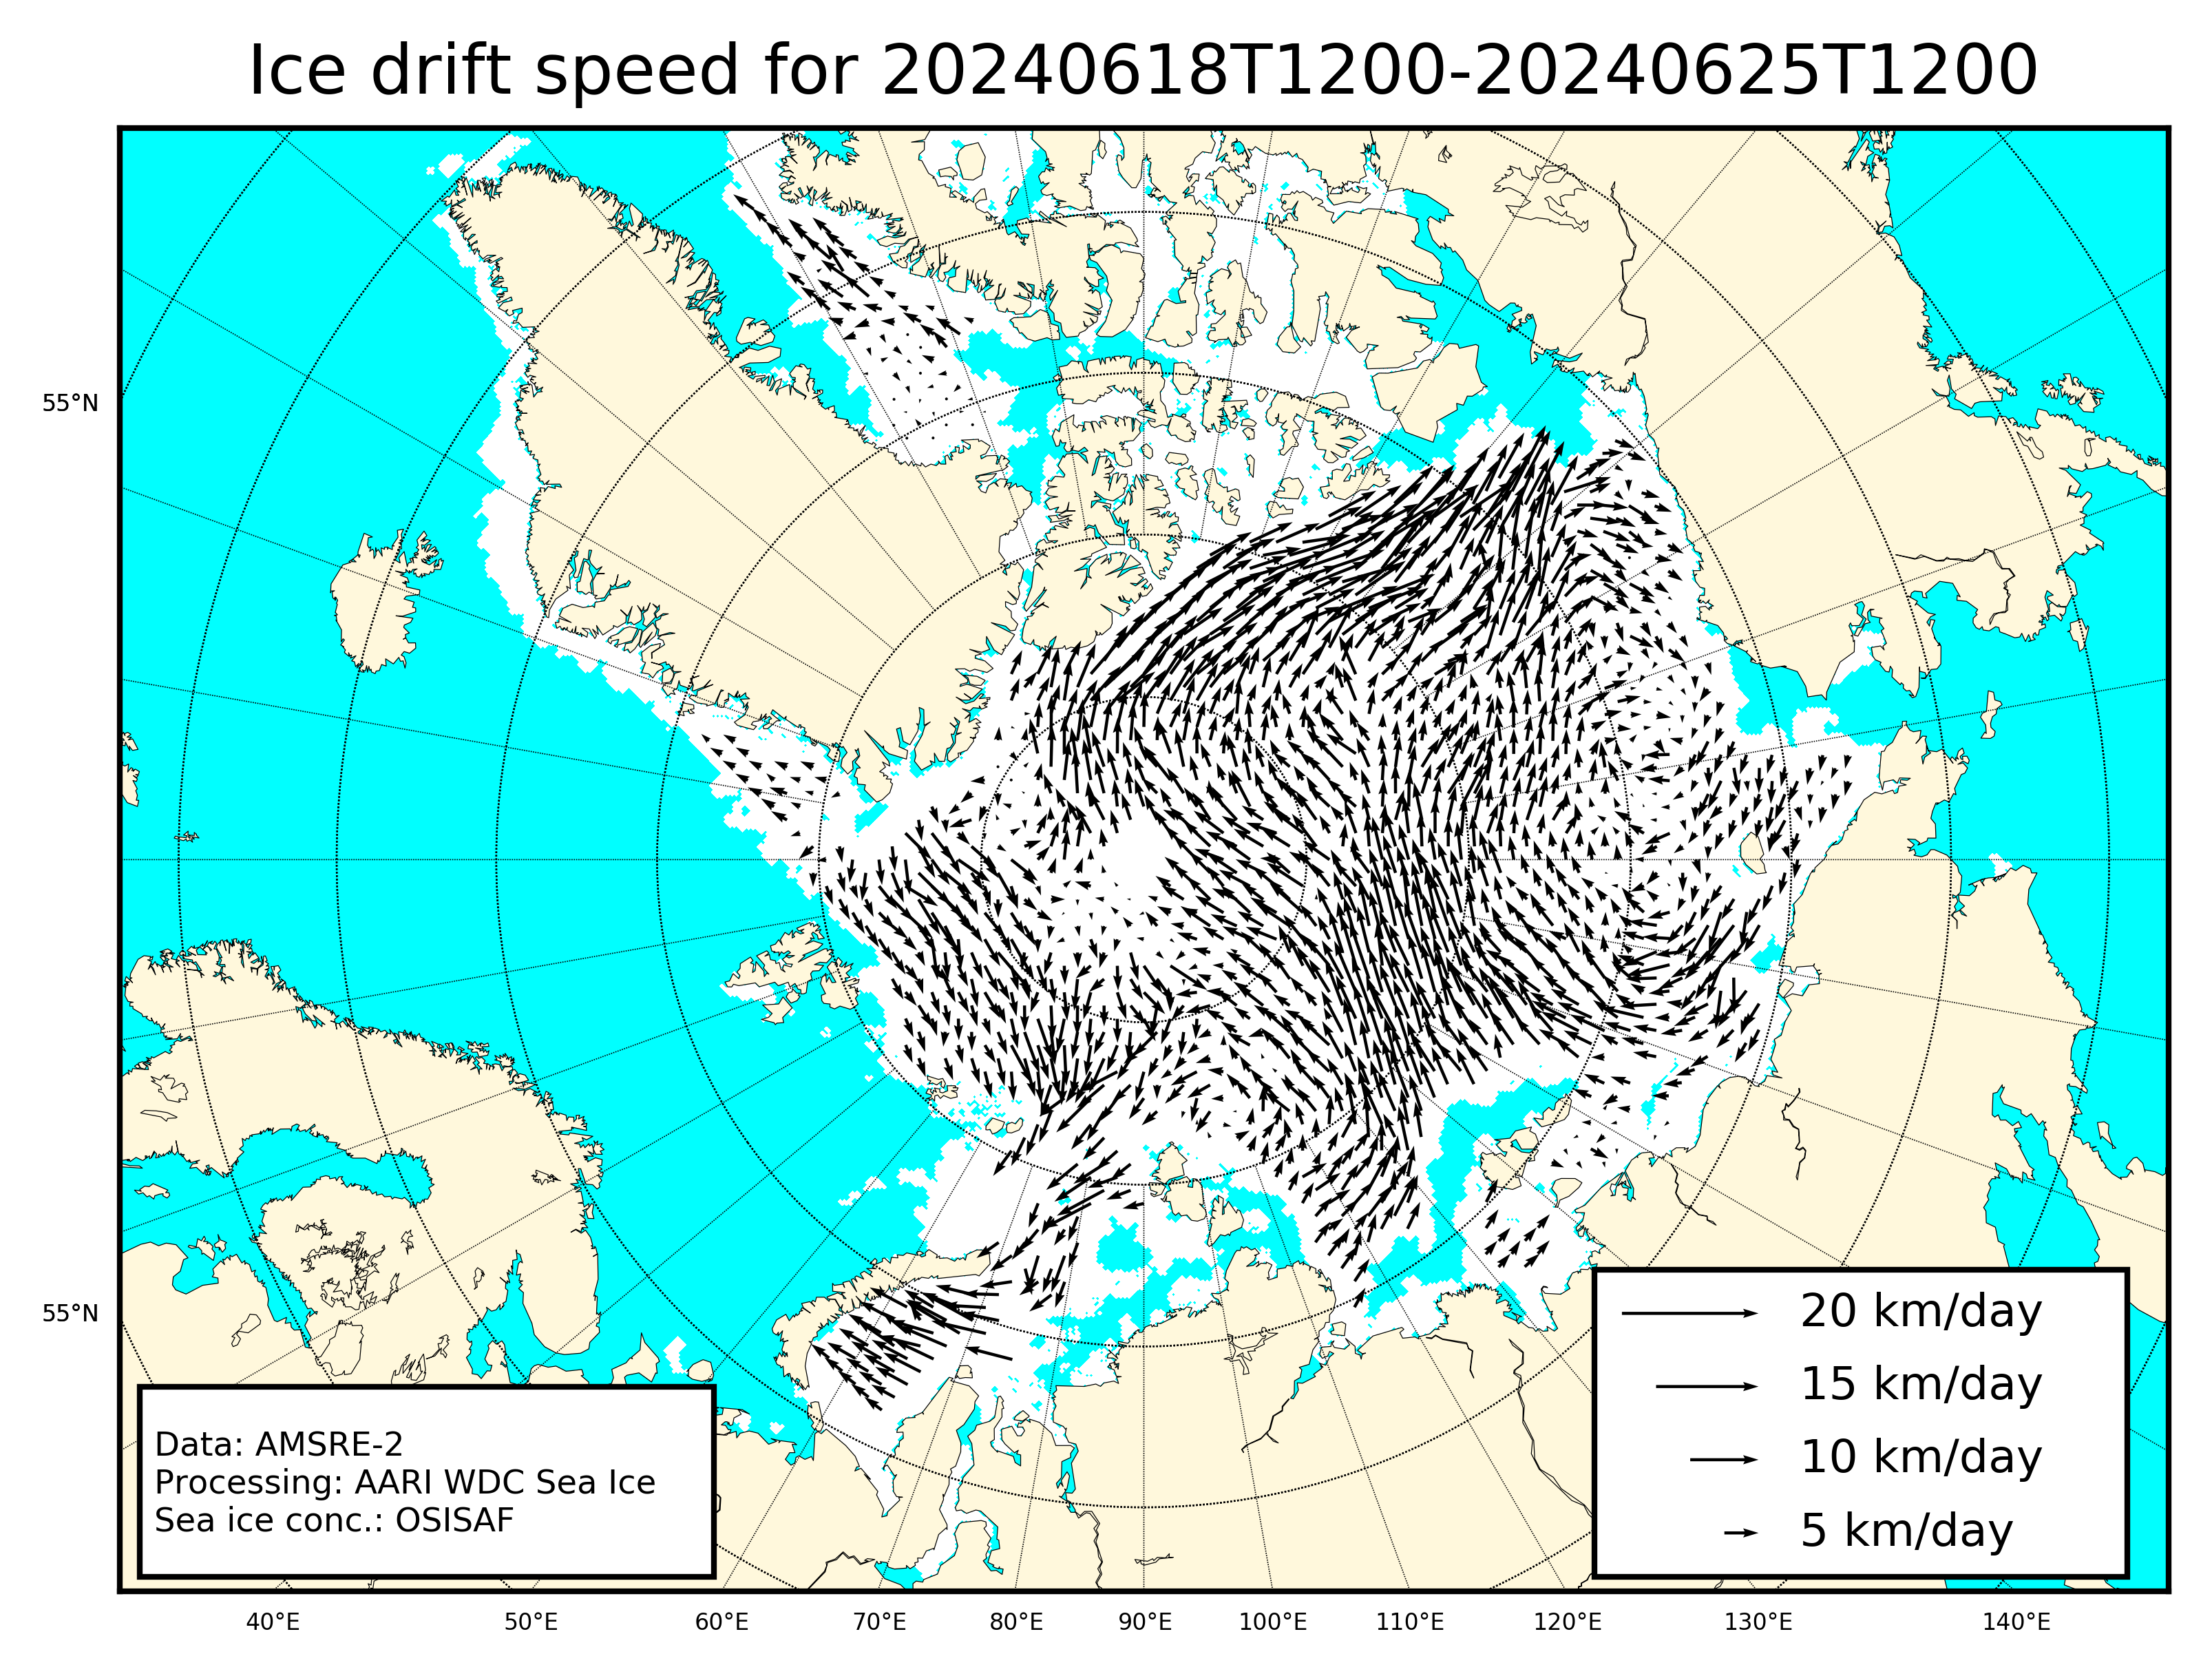 Ice drift speed for 20240618T1200-20240625T1200
55°N
55°N
20 km/day
15 km/day
10 km/day
5 km/day
Data: AMSRE-2
Processing: AARI WDC Sea Ice
Sea ice conc.: OSISAF
40°E 50°E 60°E 70°E 80°E 90°E 100°E 110°E 120°E 130°E 140°E